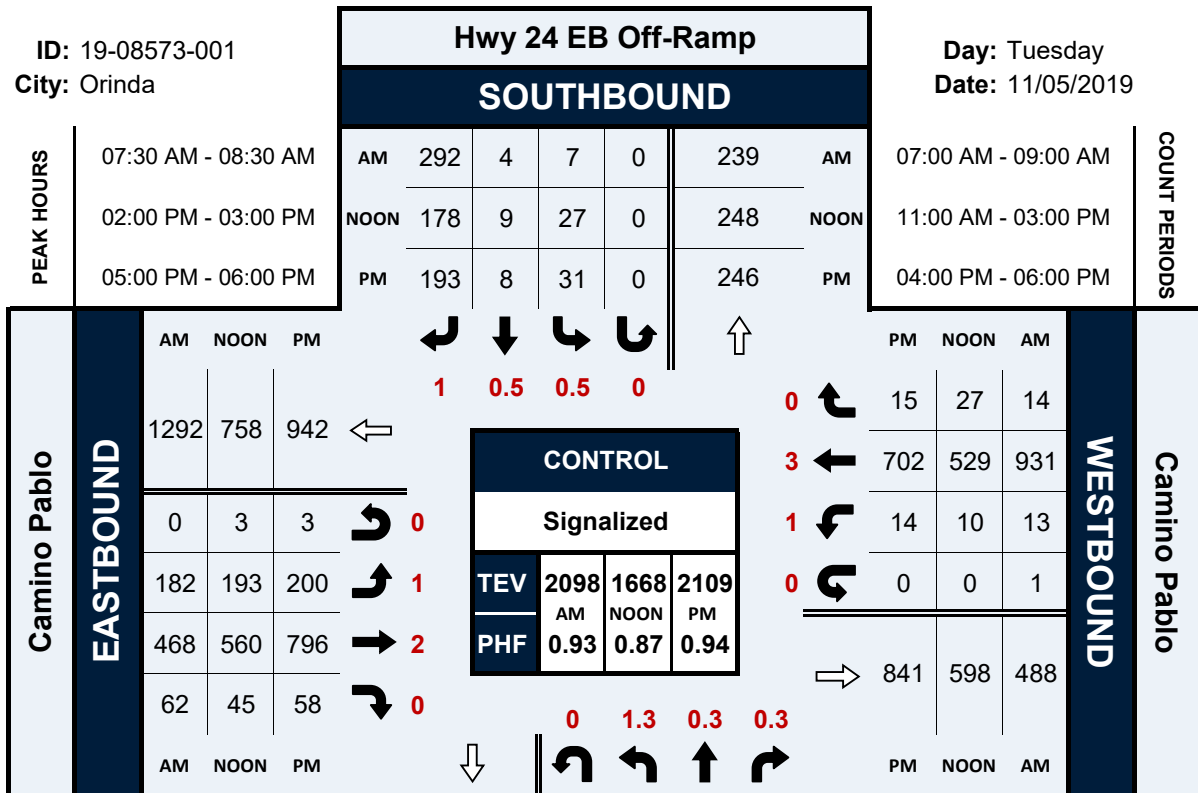 Hwy 24 EB Off-Ramp
SOUTHBOUND
ID: 19-08573-001
City: Orinda
Day: Tuesday
Date: 11/05/2019
PEAK HOURS
07:30 AM - 08:30 AM
02:00 PM - 03:00 PM
05:00 PM - 06:00 PM
AM 292 4 7 0 239 AM
NOON 178 9 27 0 248 NOON
PM 193 8 31 0 246 PM
07:00 AM - 09:00 AM
11:00 AM - 03:00 PM
04:00 PM - 06:00 PM
COUNT PERIODS
1 0.5 0.5 0
Camino Pablo
EASTBOUND
AM NOON PM
1292 758 942
0 3 3 0
182 193 200 1
468 560 796 2
62 45 58 0
AM NOON PM
CONTROL
Signalized
TEV 2098 1668 2109
AM NOON PM
PHF 0.93 0.87 0.94
PM NOON AM
0 15 27 14
3 702 529 931
1 14 10 13
0 0 0 1
841 598 488
PM NOON AM
WESTBOUND
Camino Pablo
0 1.3 0.3 0.3